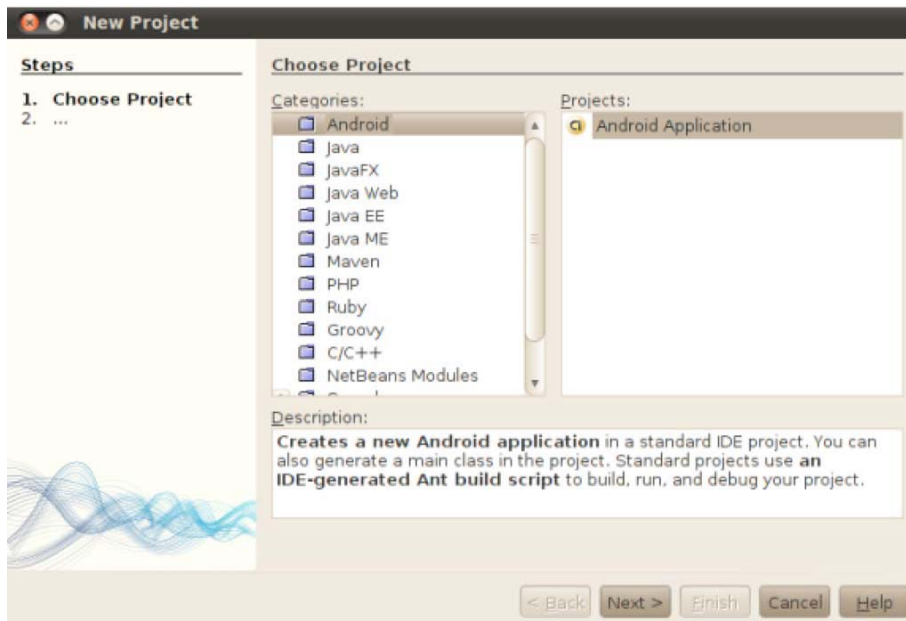 New Project
Steps
1. Choose Project
2. ...
Choose Project
Categories:
Android
Java
JavaFX
Java Web
Java EE
Java ME
Maven
PHP
Ruby
Groovy
C/C++
NetBeans Modules
Projects:
Android Application
Description:
Creates a new Android application in a standard IDE project. You can
also generate a main class in the project. Standard projects use an
IDE-generated Ant build script to build, run, and debug your project.
< Back
Next >
Finish
Cancel
Help